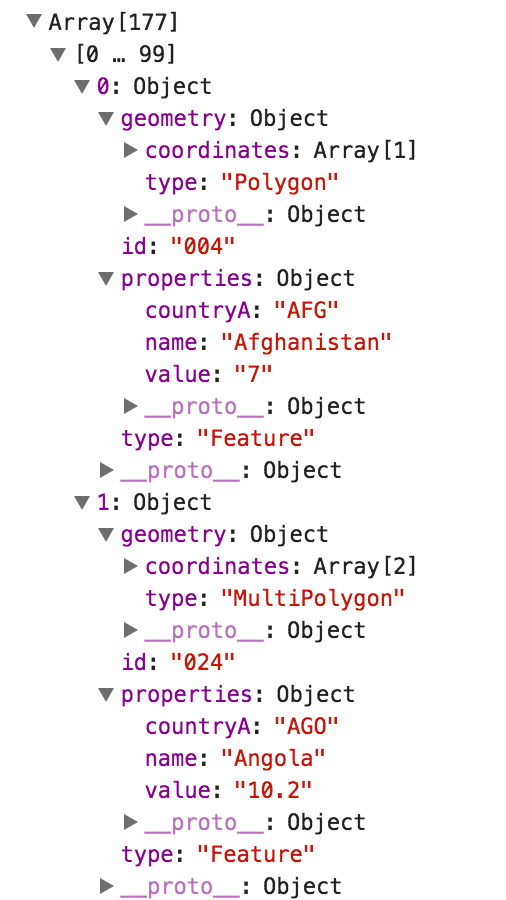 Array[177]
[0 … 99]
0: Object
geometry: Object
coordinates: Array[1]
type: "Polygon"
__proto__: Object
id: "004"
properties: Object
countryA: "AFG"
name: "Afghanistan"
value: "7"
__proto__: Object
type: "Feature"
__proto__: Object
1: Object
geometry: Object
coordinates: Array[2]
type: "MultiPolygon"
__proto__: Object
id: "024"
properties: Object
countryA: "AGO"
name: "Angola"
value: "10.2"
__proto__: Object
type: "Feature"
__proto__: Object